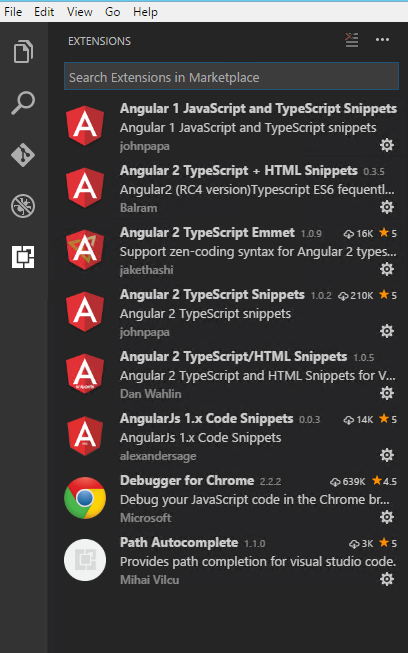 File Edit View Go Help
EXTENSIONS
Search Extensions in Marketplace
Angular 1 JavaScript and TypeScript Snippets
Angular 1 JavaScript and TypeScript snippets
johnpapa
Angular 2 TypeScript + HTML Snippets 0.3.5
Angular2 (RC4 version)Typescript ES6 fequentl...
Balram
Angular 2 TypeScript Emmet 1.0.9 16K 5
Support zen-coding syntax for Angular 2 types...
jakethashi
Angular 2 TypeScript Snippets 1.0.2 210K 5
Angular 2 TypeScript snippets
johnpapa
Angular 2 TypeScript/HTML Snippets 1.0.5
Angular 2 TypeScript and HTML Snippets for V...
Dan Wahlin
AngularJs 1.x Code Snippets 0.0.3 14K 5
AngularJs 1.x Code Snippets
alexandersage
Debugger for Chrome 2.2.2 639K 4.5
Debug your JavaScript code in the Chrome br...
Microsoft
Path Autocomplete 1.1.0 3K 5
Provides path completion for visual studio code.
Mihai Vilcu